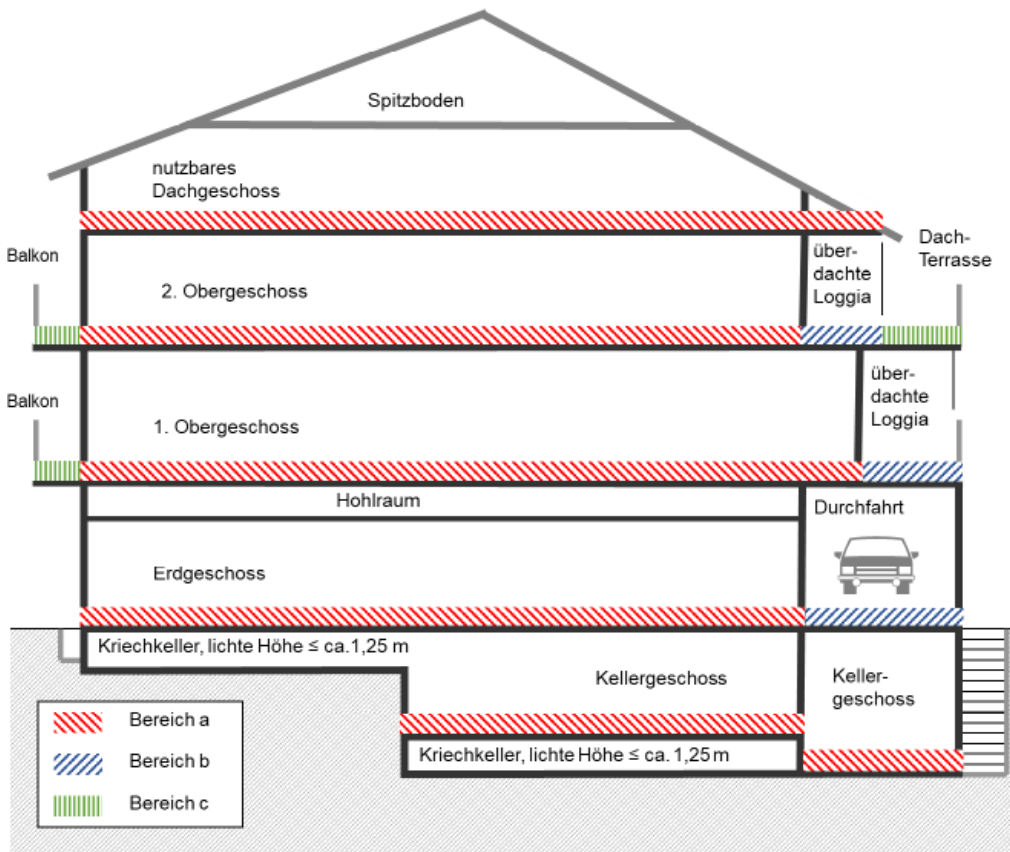 Spitzboden
nutzbares
Dachgeschoss
Balkon
2. Obergeschoss
über-
dachte
Loggia
Dach-
Terrasse
Balkon
1. Obergeschoss
über-
dachte
Loggia
Hohlraum
Durchfahrt
Erdgeschoss
Kriechkeller, lichte Höhe ≤ ca.1,25 m
Kellergeschoss
Keller-
geschoss
Kriechkeller, lichte Höhe ≤ ca. 1,25 m
Bereich a
Bereich b
Bereich c